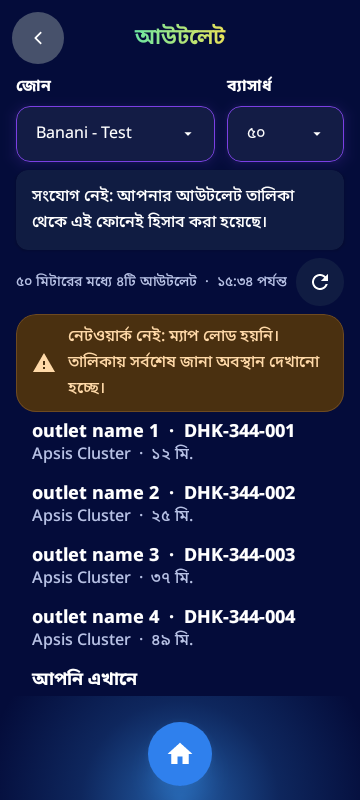 আউটলেট
জোন
ব্যাসার্ধ
Banani - Test
৫০
সংযোগ নেই: আপনার আউটলেট তালিকা
থেকে এই ফোনেই হিসাব করা হয়েছে।
৫০ মিটারের মধ্যে ৪টি আউটলেট · ১৫:৩৪ পর্যন্ত
নেটওয়ার্ক নেই: ম্যাপ লোড হয়নি।
তালিকায় সর্বশেষ জানা অবস্থান দেখানো
হচ্ছে।
outlet name 1 · DHK-344-001
Apsis Cluster · ১২ মি.
outlet name 2 · DHK-344-002
Apsis Cluster · ২৫ মি.
outlet name 3 · DHK-344-003
Apsis Cluster · ৩৭ মি.
outlet name 4 · DHK-344-004
Apsis Cluster · ৪৯ মি.
আপনি এখানে